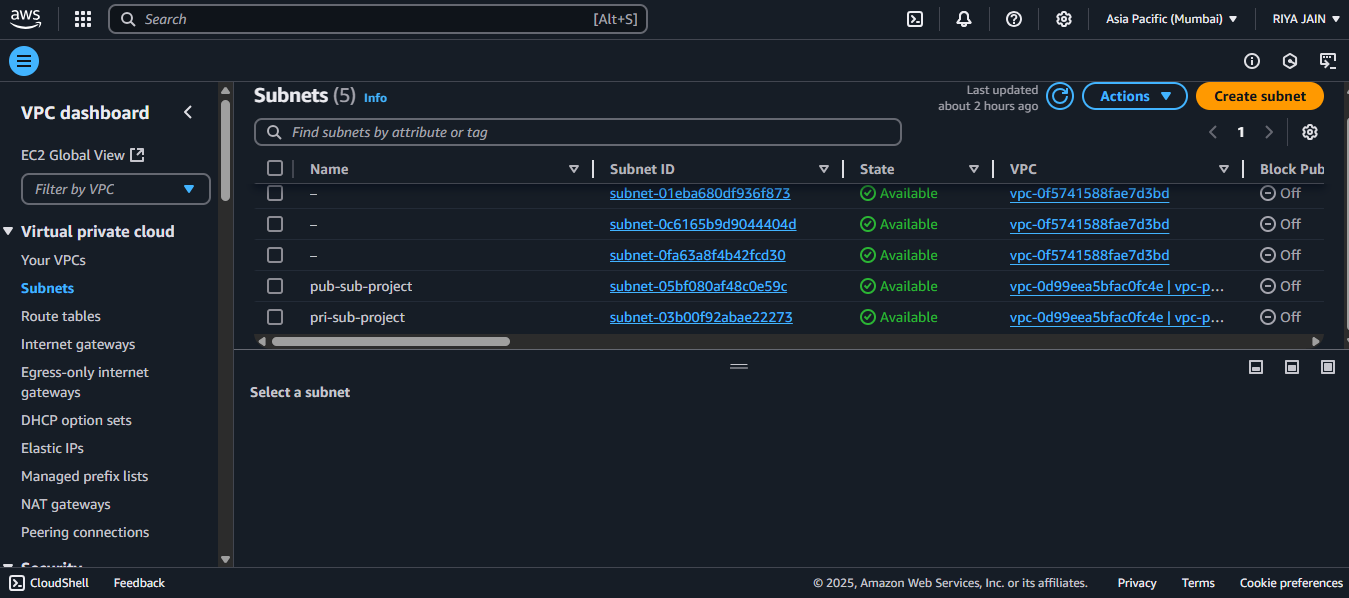 aws
Search [Alt+S]
Asia Pacific (Mumbai) RIYA JAIN
VPC dashboard
EC2 Global View
Filter by VPC
Virtual private cloud
Your VPCs
Subnets
Route tables
Internet gateways
Egress-only internet
gateways
DHCP option sets
Elastic IPs
Managed prefix lists
NAT gateways
Peering connections
Security
Subnets (5) Info
Last updated
about 2 hours ago
Actions
Create subnet
Find subnets by attribute or tag
1
Name Subnet ID State VPC Block Pub
– subnet-01eba680df936f873 Available vpc-0f5741588fae7d3bd Off
– subnet-0c6165b9d9044404d Available vpc-0f5741588fae7d3bd Off
– subnet-0fa63a8f4b42fcd30 Available vpc-0f5741588fae7d3bd Off
pub-sub-project subnet-05bf080af48c0e59c Available vpc-0d99eea5bfac0fc4e | vpc-p... Off
pri-sub-project subnet-03b00f92abae22273 Available vpc-0d99eea5bfac0fc4e | vpc-p... Off
Select a subnet
CloudShell Feedback © 2025, Amazon Web Services, Inc. or its affiliates. Privacy Terms Cookie preferences